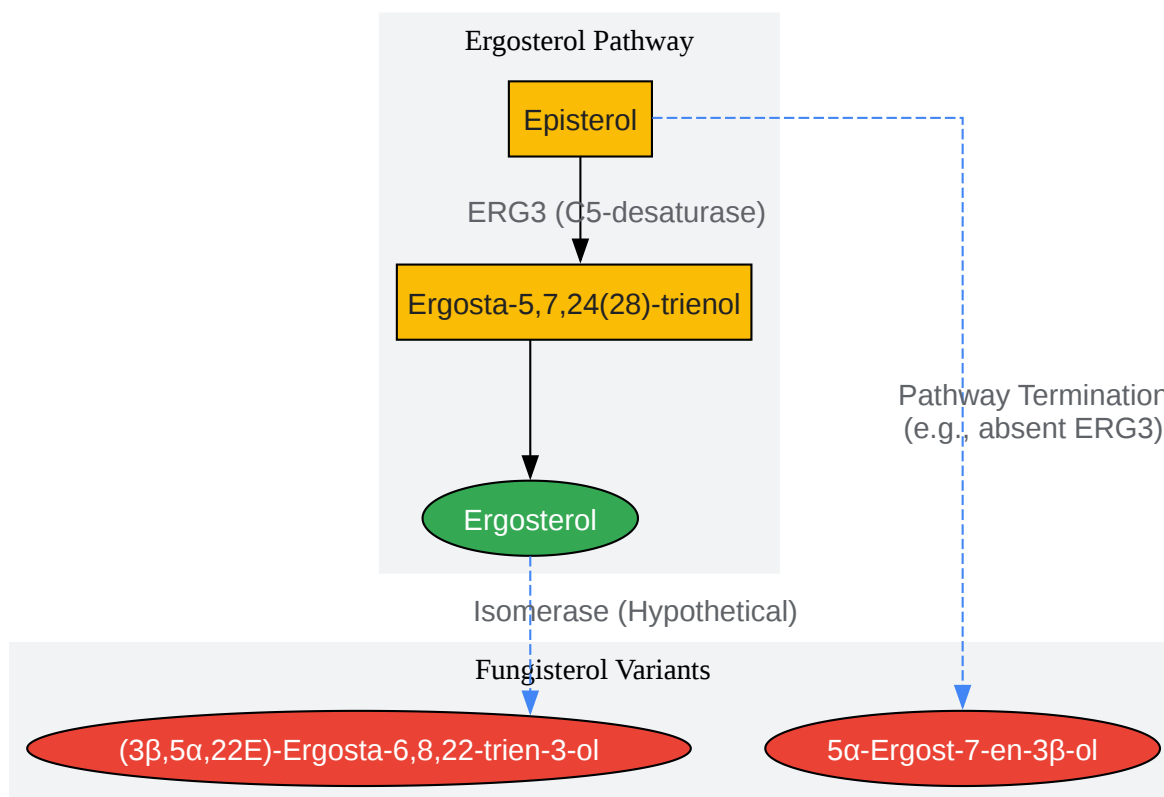 Ergosterol Pathway
Episterol
ERG3 (C5-desaturase)
Ergosta-5,7,24(28)-trienol
Pathway Termination
(e.g., absent ERG3)
Ergosterol
Isomerase (Hypothetical)
Fungisterol Variants
(3β,5α,22E)-Ergosta-6,8,22-trien-3-ol
5α-Ergost-7-en-3β-ol